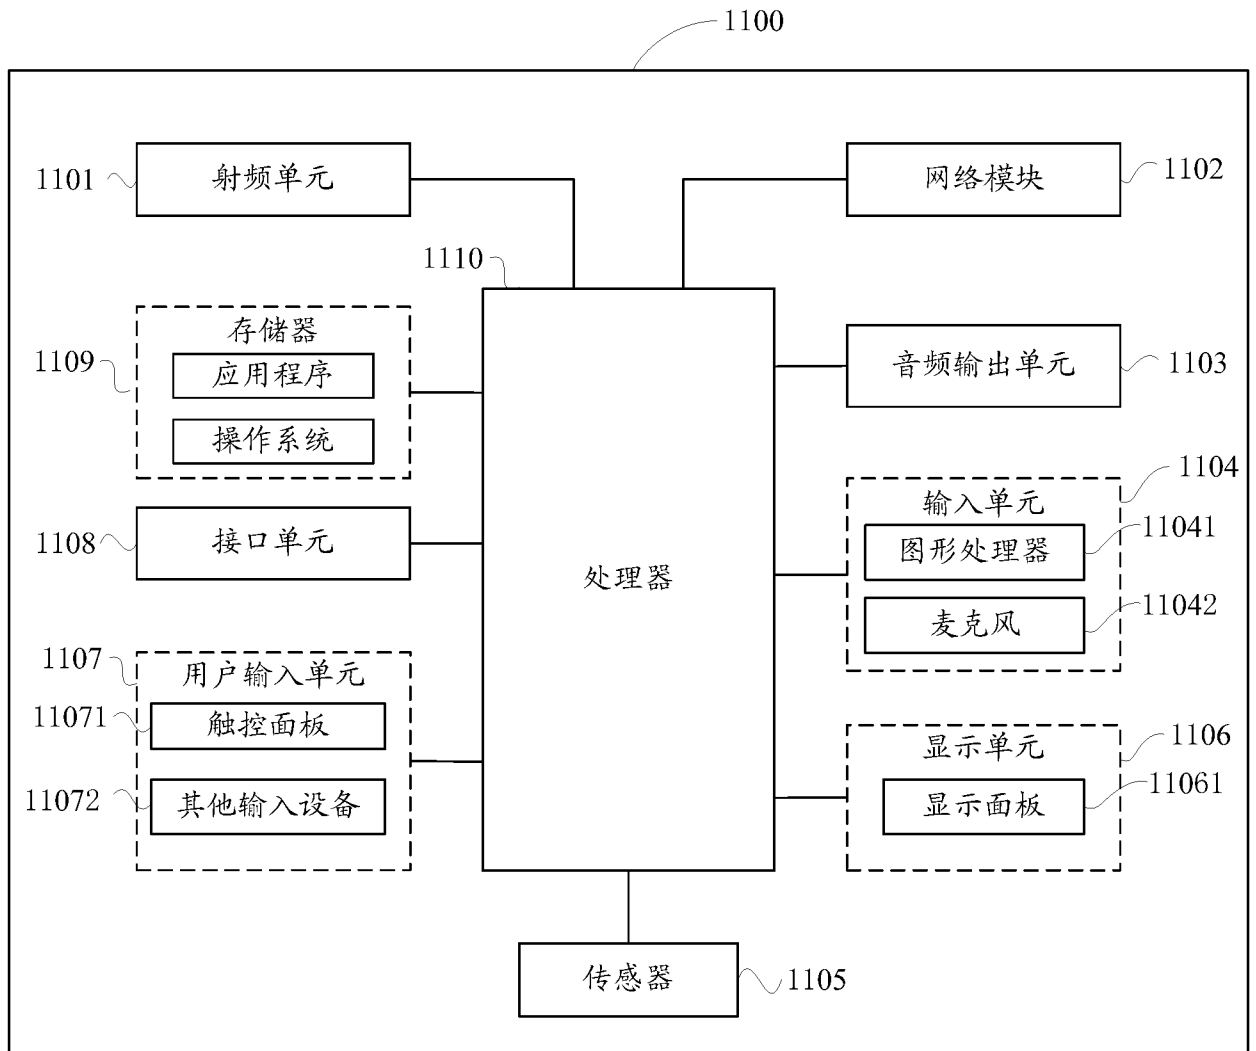 1100
1101
射频单元
网络模块
1102
1110
存储器
1109
应用程序
操作系统
音频输出单元
1103
1104
输入单元
11041
图形处理器
11042
麦克风
1108
接口单元
处理器
1107
用户输入单元
11071
触控面板
11072
其他输入设备
显示单元
1106
显示面板
11061
传感器
1105